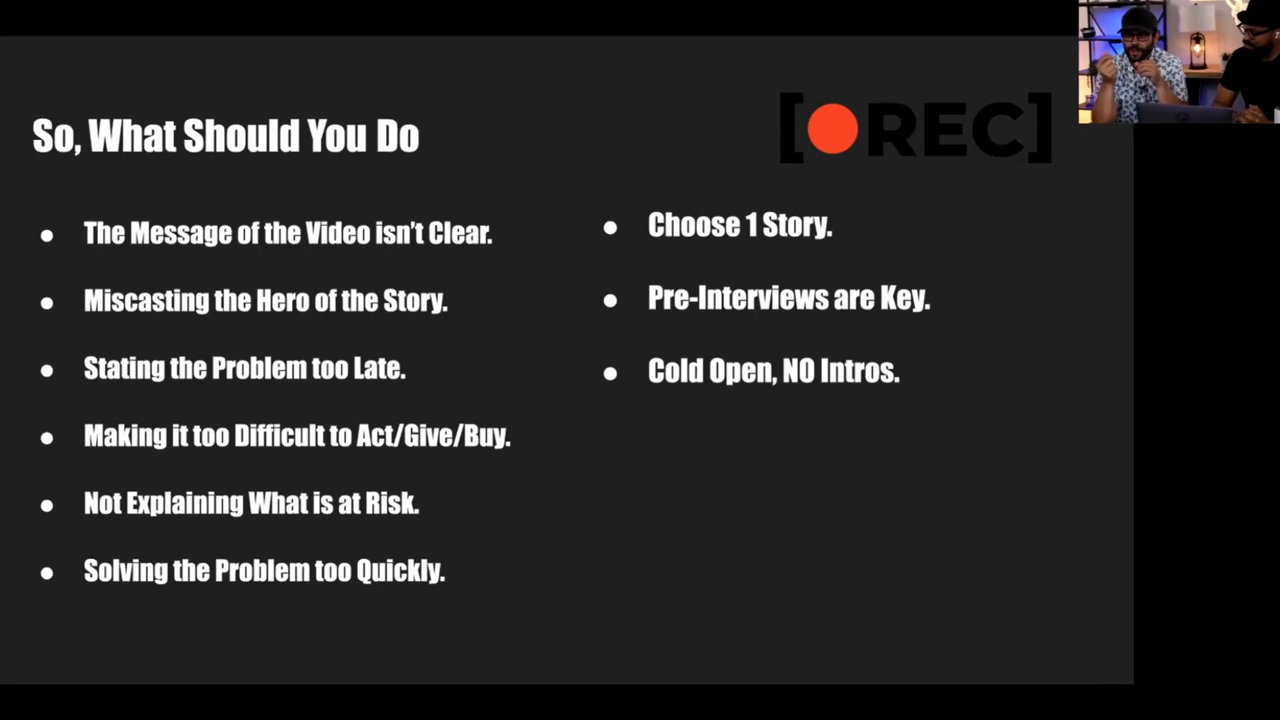 So, What Should You Do
[REC]
● The Message of the Video isn't Clear.
● Miscasting the Hero of the Story.
● Stating the Problem too Late.
● Making it too Difficult to Act/Give/Buy.
● Not Explaining What is at Risk.
● Solving the Problem too Quickly.
● Choose 1 Story.
● Pre-Interviews are Key.
● Cold Open, NO Intros.